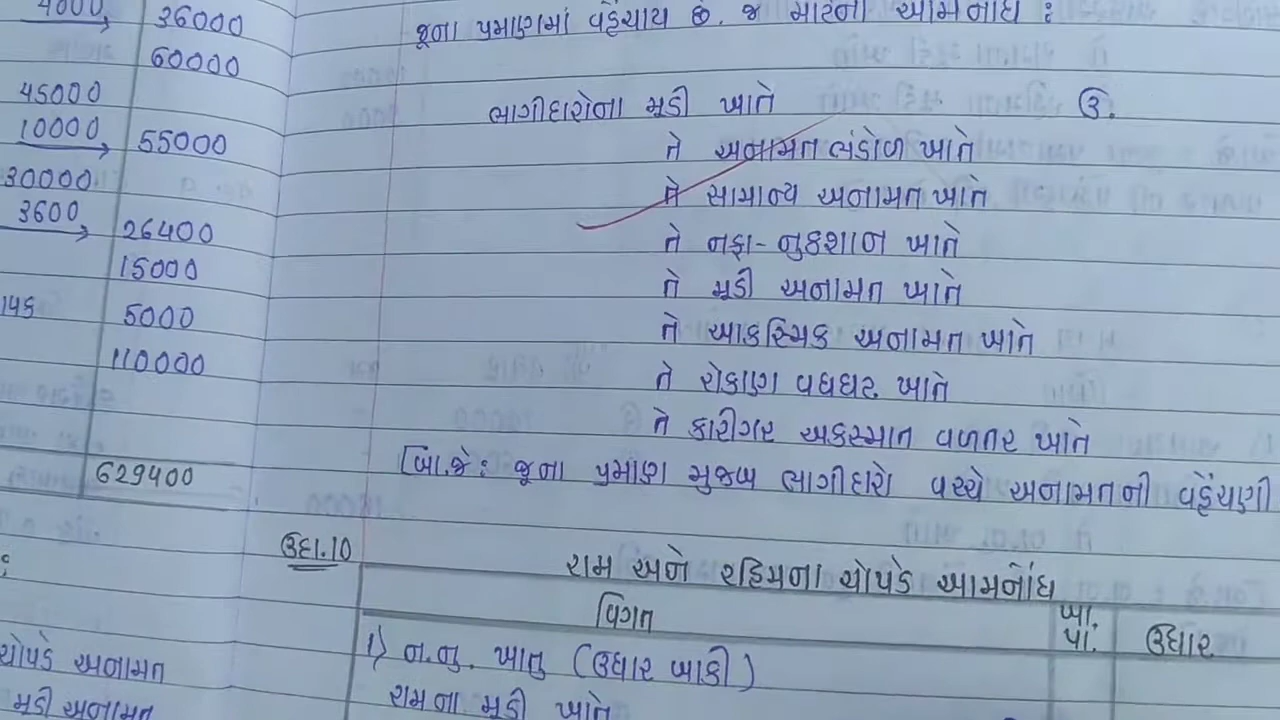 4000
36000
60000
45000
10000 55000
30000
3600 26400
15000
5000
110000
629400
ચોપડે અનામત
મૂડી અનામત
જૂના પ્રમાણમાં વહેંચાય છે. જ માટેની આમનોંધ :
ભાગીદારોના મૂડી ખાતે ઉ.
તે અનામત ભંડોળ ખાતે
તે સામાન્ય અનામત ખાતે
તે નફા-નુકશાન ખાતે
તે મૂડી અનામત ખાતે
તે આકસ્મિક અનામત ખાતે
તે રોકાણ વધઘટ ખાતે
તે કારીગર અકસ્માત વળતર ખાતે
[બા.જે : જૂના પ્રમાણ મુજબ ભાગીદારો વચ્ચે અનામતની વહેંચણી
ઉદા.10
રામ અને રહિમના ચોપડે આમનોંધ
વિગત ખા. પા. ઉધાર
1) ન.નુ. ખાતુ (ઉધાર બાકી)
રામના મૂડી ખાતે